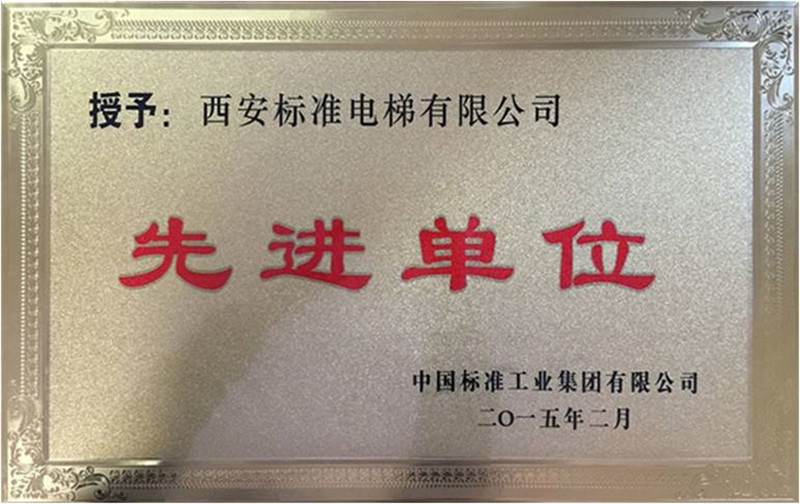 授予：西安标准电梯有限公司
先进单位
中国标准工业集团有限公司
二〇一五年二月